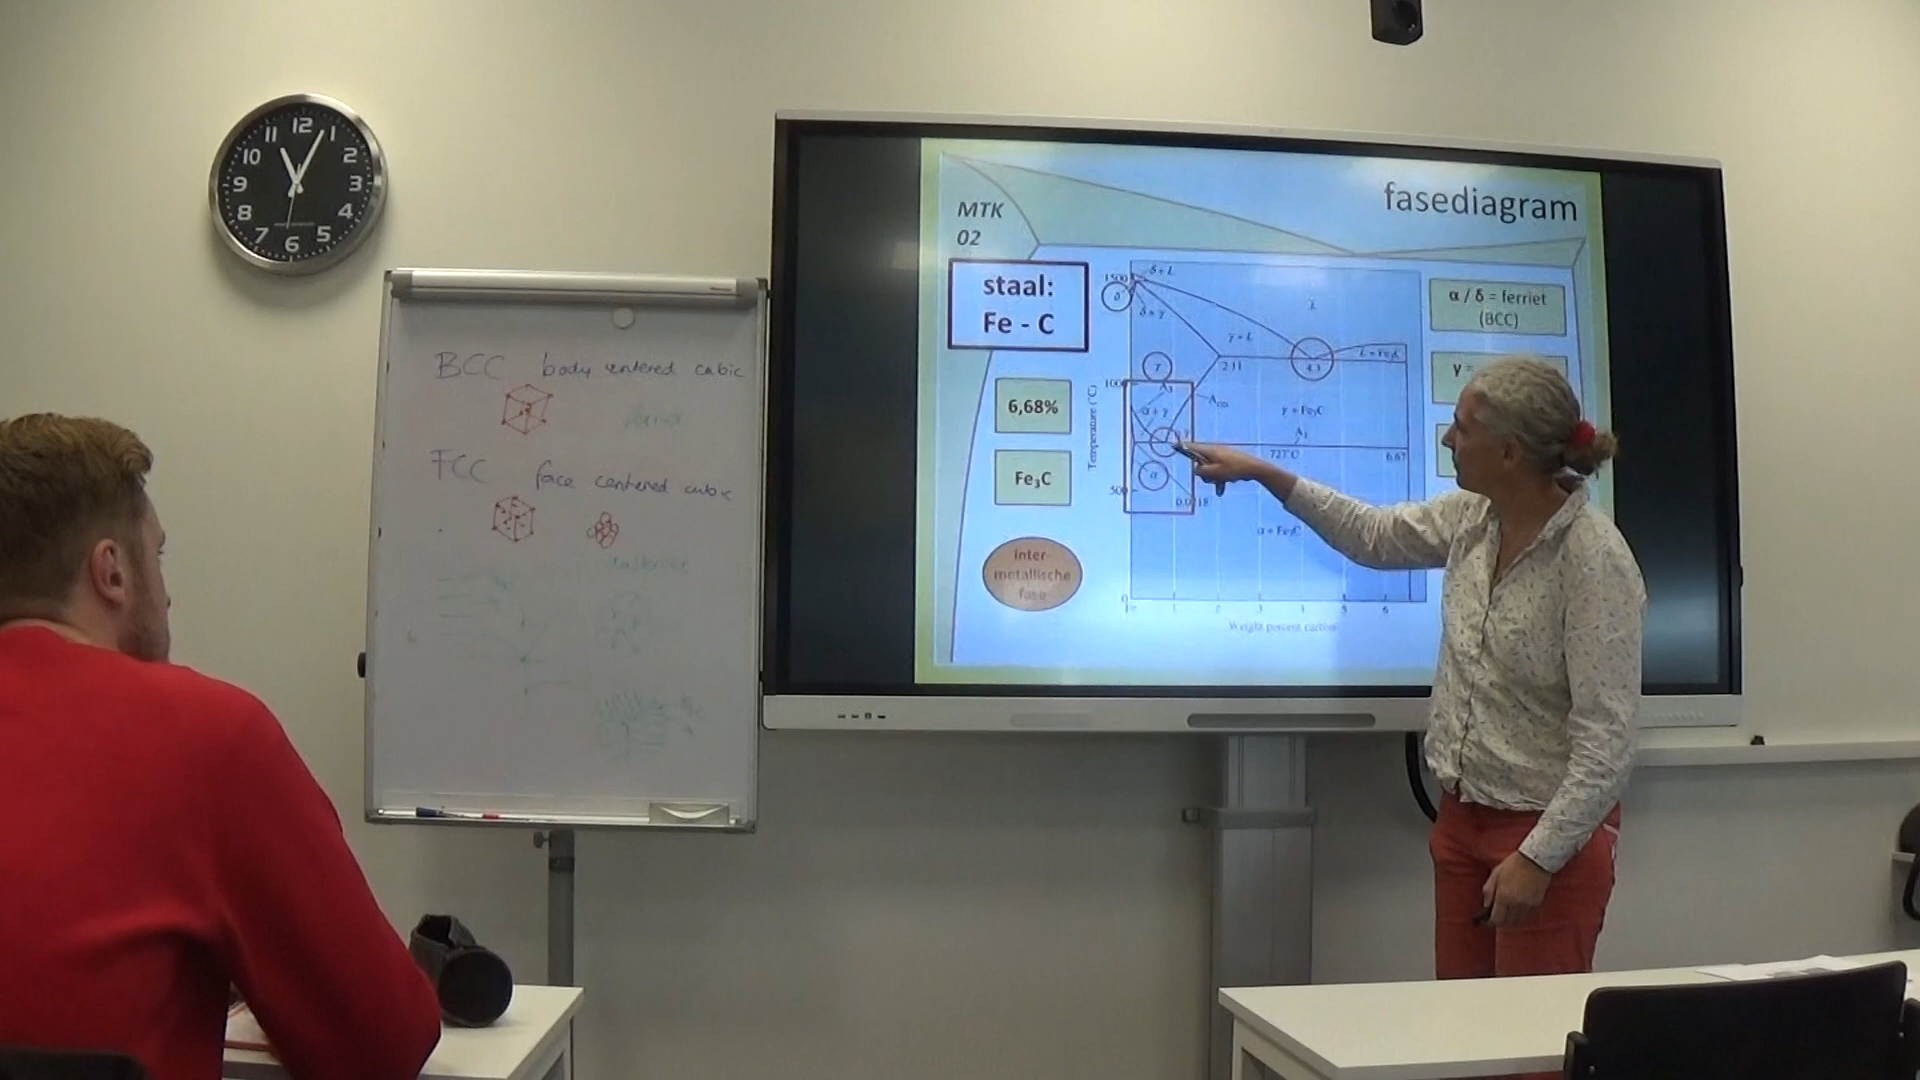 12
1
2
3
4
5
6
7
8
9
10
11
BCC body centered cubic
FCC face centered cubic
fasediagram
MTK
02
staal:
Fe - C
6,68%
Fe₃C
Inter-
metallische
fase
α / δ = ferriet
(BCC)
γ =
δ + L
1500
δ
δ + γ
L
γ + L
L + Fe₃C
2.11
4.3
γ
1000
A₃
α + γ
γ + Fe₃C
A₁
727°C
6.67
α
500
0.0218
α + Fe₃C
0
Fe 1 2 3 4 5 6
Temperature (°C)
Weight percent carbon